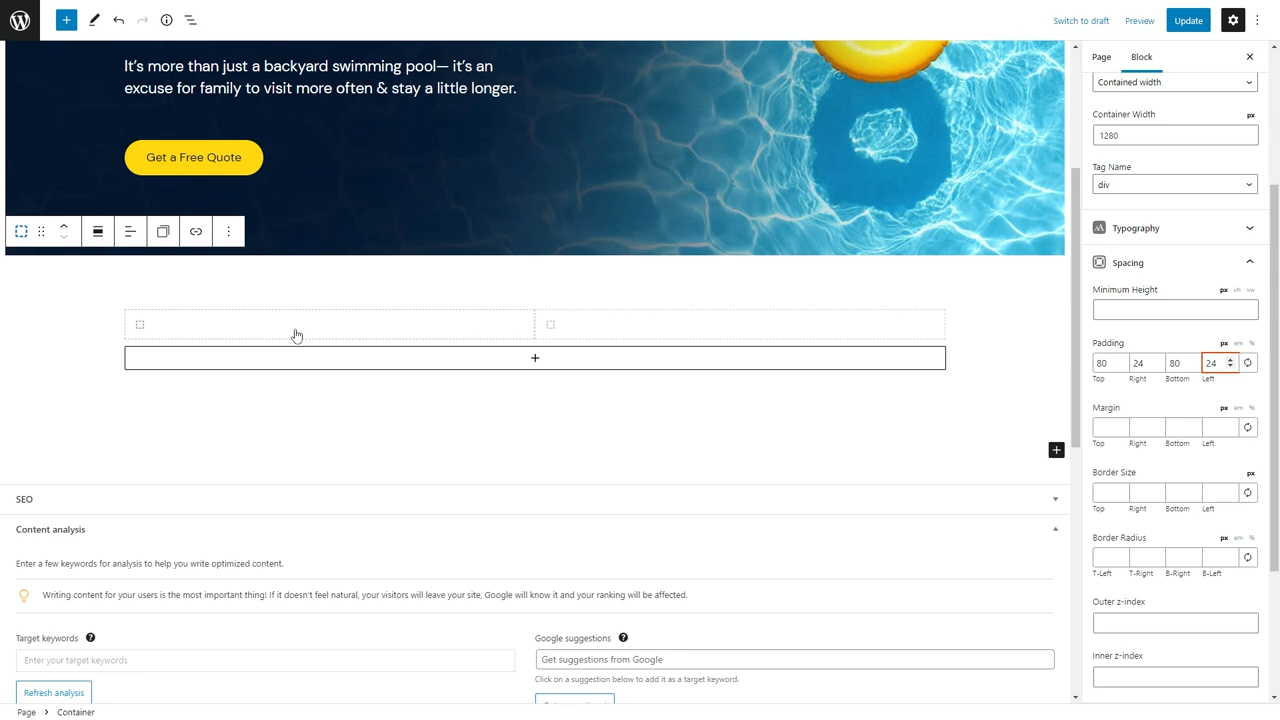 Switch to draft
Preview
Update
It's more than just a backyard swimming pool— it's an
excuse for family to visit more often & stay a little longer.
Get a Free Quote
Page
Block
Contained width
Container Width
px
1280
Tag Name
div
Typography
Spacing
Minimum Height
px vh vw
Padding
px em %
80 24 80 24
Top Right Bottom Left
Margin
px em %
Top Right Bottom Left
Border Size
px
Top Right Bottom Left
Border Radius
px em %
T-Left T-Right B-Right B-Left
Outer z-index
Inner z-index
SEO
Content analysis
Enter a few keywords for analysis to help you write optimized content.
Writing content for your users is the most important thing! If it doesn't feel natural, your visitors will leave your site, Google will know it and your ranking will be affected.
Target keywords
Enter your target keywords
Refresh analysis
Google suggestions
Get suggestions from Google
Click on a suggestion below to add it as a target keyword.
Page > Container